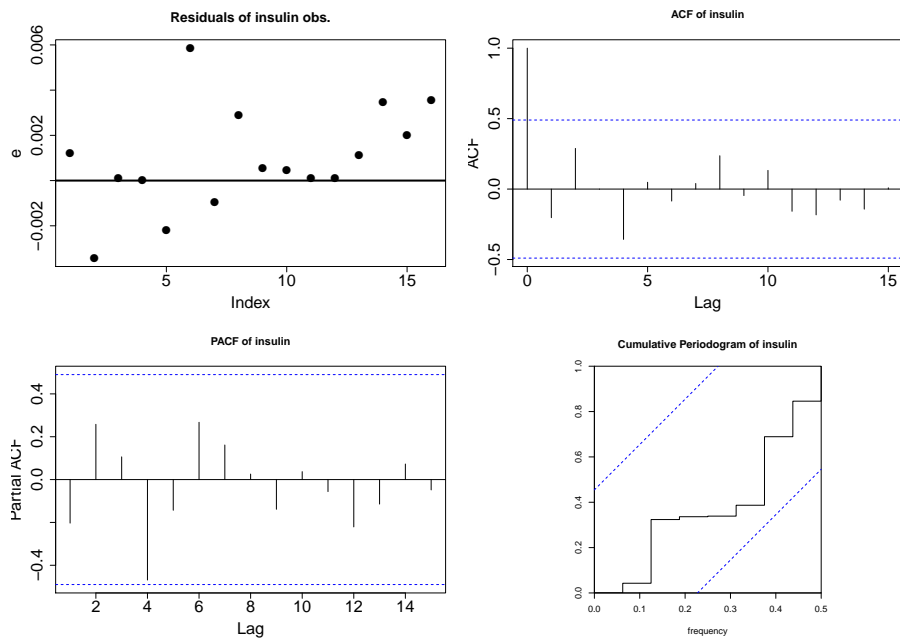 Residuals of insulin obs.
e
−0.002 0.002 0.006
5 10 15
Index
ACF of insulin
ACF
−0.5 0.0 0.5 1.0
0 5 10 15
Lag
PACF of insulin
Partial ACF
−0.4 0.0 0.4
2 4 6 8 10 12 14
Lag
Cumulative Periodogram of insulin
0.0 0.2 0.4 0.6 0.8 1.0
0.0 0.1 0.2 0.3 0.4 0.5
frequency